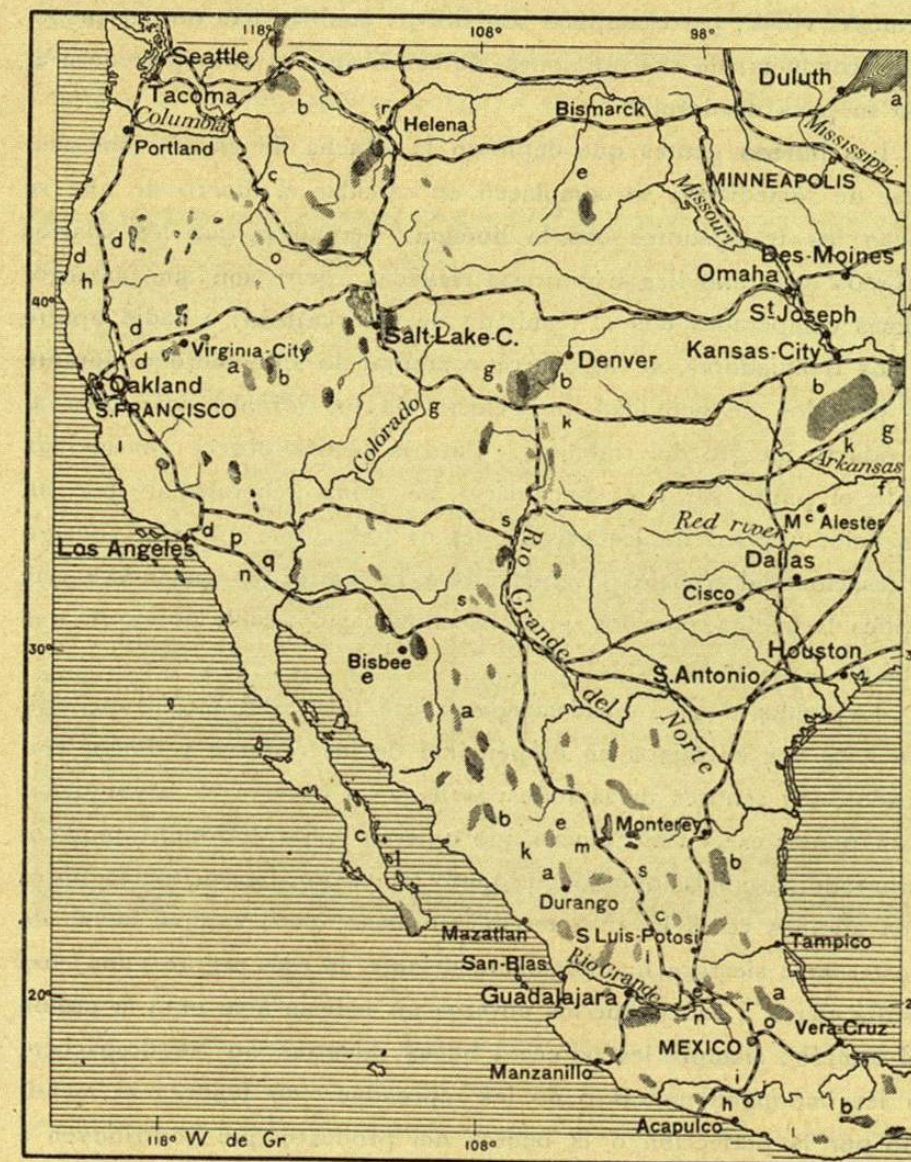 118° 108° 98°
Seattle
Duluth
a
Tacoma
b
Columbia
r
Helena
Bismarck
Mississippi
Portland
c
e
MINNEAPOLIS
Missouri
d
d
h
o
Des-Moines
Omaha
40°
d
St Joseph
Salt-Lake-C.
Virginia-City
Denver
Kansas-City
d
a
b
g
b
b
Oakland
S. FRANCISCO
g
k
k
g
Colorado
Arkansas
i
f
s
Red river
Mc Alester
d
p
Los Angeles
q
n
Rio Grande del Norte
Dallas
s
Cisco
30°
Houston
Bisbee
S. Antonio
e
a
b
e
Monterey
c
k
m
b
l
a
s
Durango
c
Mazatlan
S Luis-Potosi
Tampico
i
San-Blas
Rio Grande
20°
Guadalajara
e
a
r
n
o
Vera-Cruz
MEXICO
Manzanillo
i
j
h
o
b
Acapulco
118° W de Gr 108°